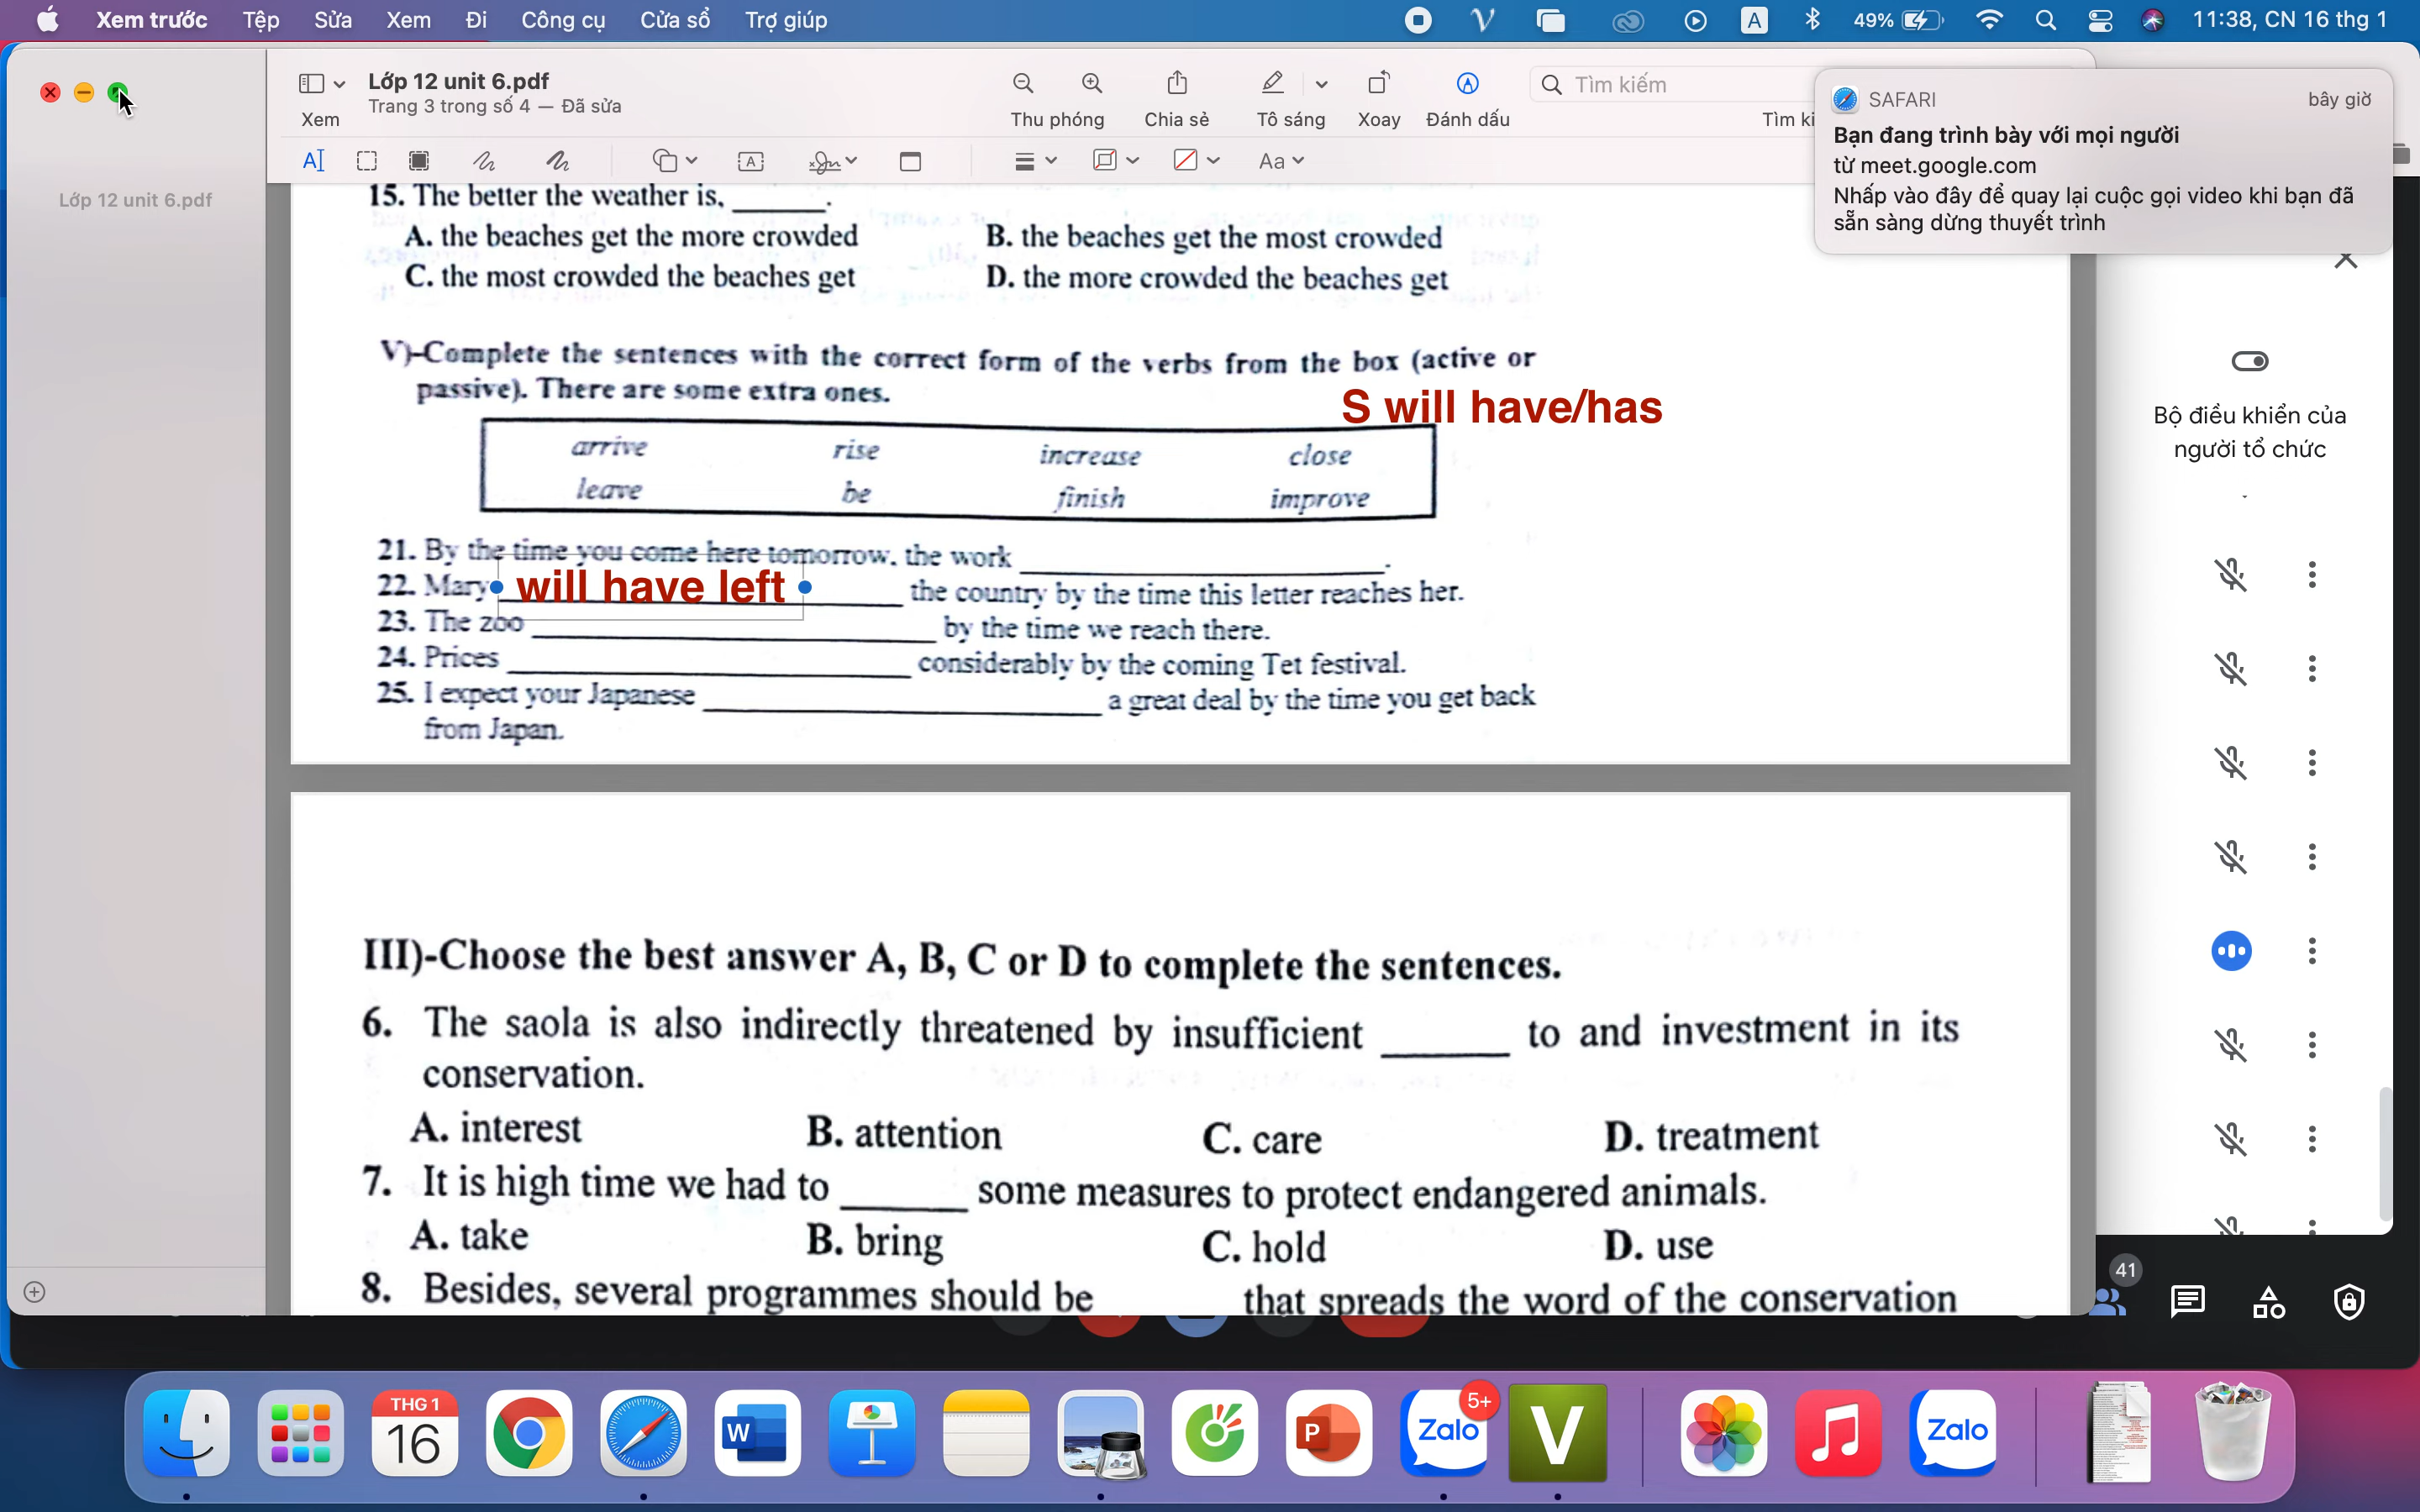 Xem trước Tệp Sửa Xem Đi Công cụ Cửa sổ Trợ giúp A 49% 11:38, CN 16 thg 1
Lớp 12 unit 6.pdf
Trang 3 trong số 4 — Đã sửa
Xem Thu phóng Chia sẻ Tô sáng Xoay Đánh dấu Tìm kiếm
Tìm ki
Aa
Lớp 12 unit 6.pdf
SAFARI bây giờ
Bạn đang trình bày với mọi người
từ meet.google.com
Nhấp vào đây để quay lại cuộc gọi video khi bạn đã
sẵn sàng dừng thuyết trình
Bộ điều khiển của
người tổ chức
15. The better the weather is, ______.
A. the beaches get the more crowded B. the beaches get the most crowded
C. the most crowded the beaches get D. the more crowded the beaches get
V)-Complete the sentences with the correct form of the verbs from the box (active or
passive). There are some extra ones.
S will have/has
arrive rise increase close
leave be finish improve
21. By the time you come here tomorrow, the work ______.
22. Mary will have left the country by the time this letter reaches her.
23. The zoo ______ by the time we reach there.
24. Prices ______ considerably by the coming Tet festival.
25. I expect your Japanese ______ a great deal by the time you get back
from Japan.
III)-Choose the best answer A, B, C or D to complete the sentences.
6. The saola is also indirectly threatened by insufficient ______ to and investment in its
conservation.
A. interest B. attention C. care D. treatment
7. It is high time we had to ______ some measures to protect endangered animals.
A. take B. bring C. hold D. use
8. Besides, several programmes should be that spreads the word of the conservation
41
THG 1
16
W
P
Zalo
5+
V
Zalo